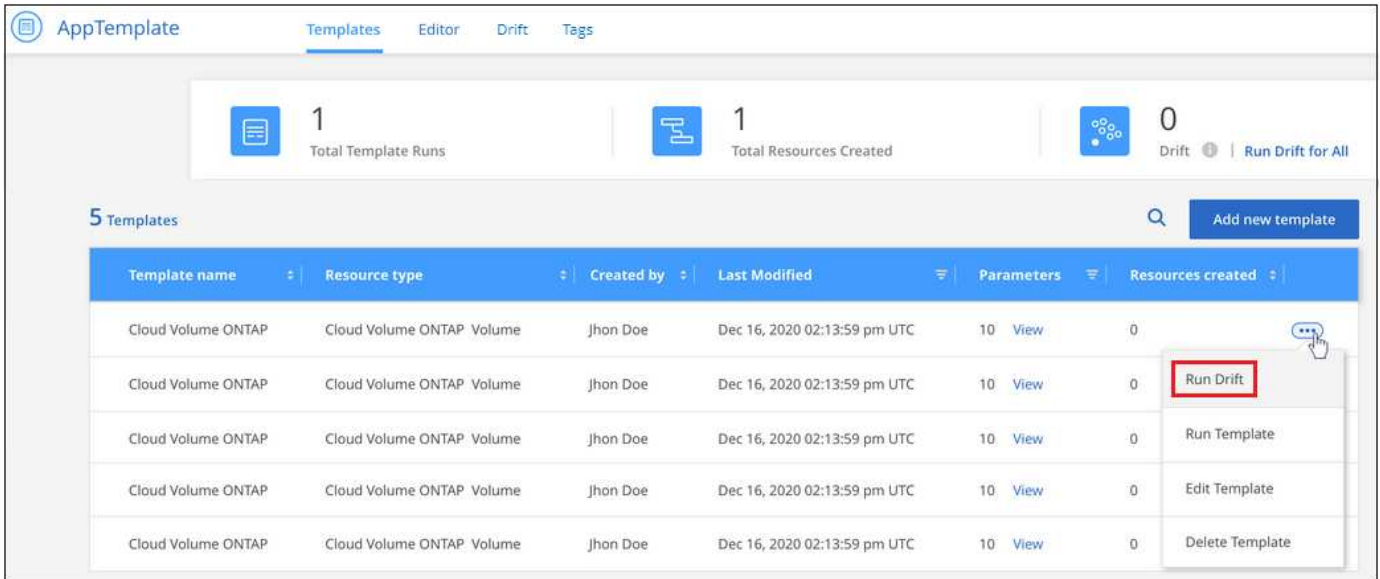 AppTemplate Templates Editor Drift Tags
1 1 0
Total Template Runs Total Resources Created Drift | Run Drift for All
5 Templates Add new template
Template name Resource type Created by Last Modified Parameters Resources created
Cloud Volume ONTAP Cloud Volume ONTAP Volume Jhon Doe Dec 16, 2020 02:13:59 pm UTC 10 View 0
Cloud Volume ONTAP Cloud Volume ONTAP Volume Jhon Doe Dec 16, 2020 02:13:59 pm UTC 10 View 0 Run Drift
Cloud Volume ONTAP Cloud Volume ONTAP Volume Jhon Doe Dec 16, 2020 02:13:59 pm UTC 10 View 0 Run Template
Cloud Volume ONTAP Cloud Volume ONTAP Volume Jhon Doe Dec 16, 2020 02:13:59 pm UTC 10 View 0 Edit Template
Cloud Volume ONTAP Cloud Volume ONTAP Volume Jhon Doe Dec 16, 2020 02:13:59 pm UTC 10 View 0 Delete Template